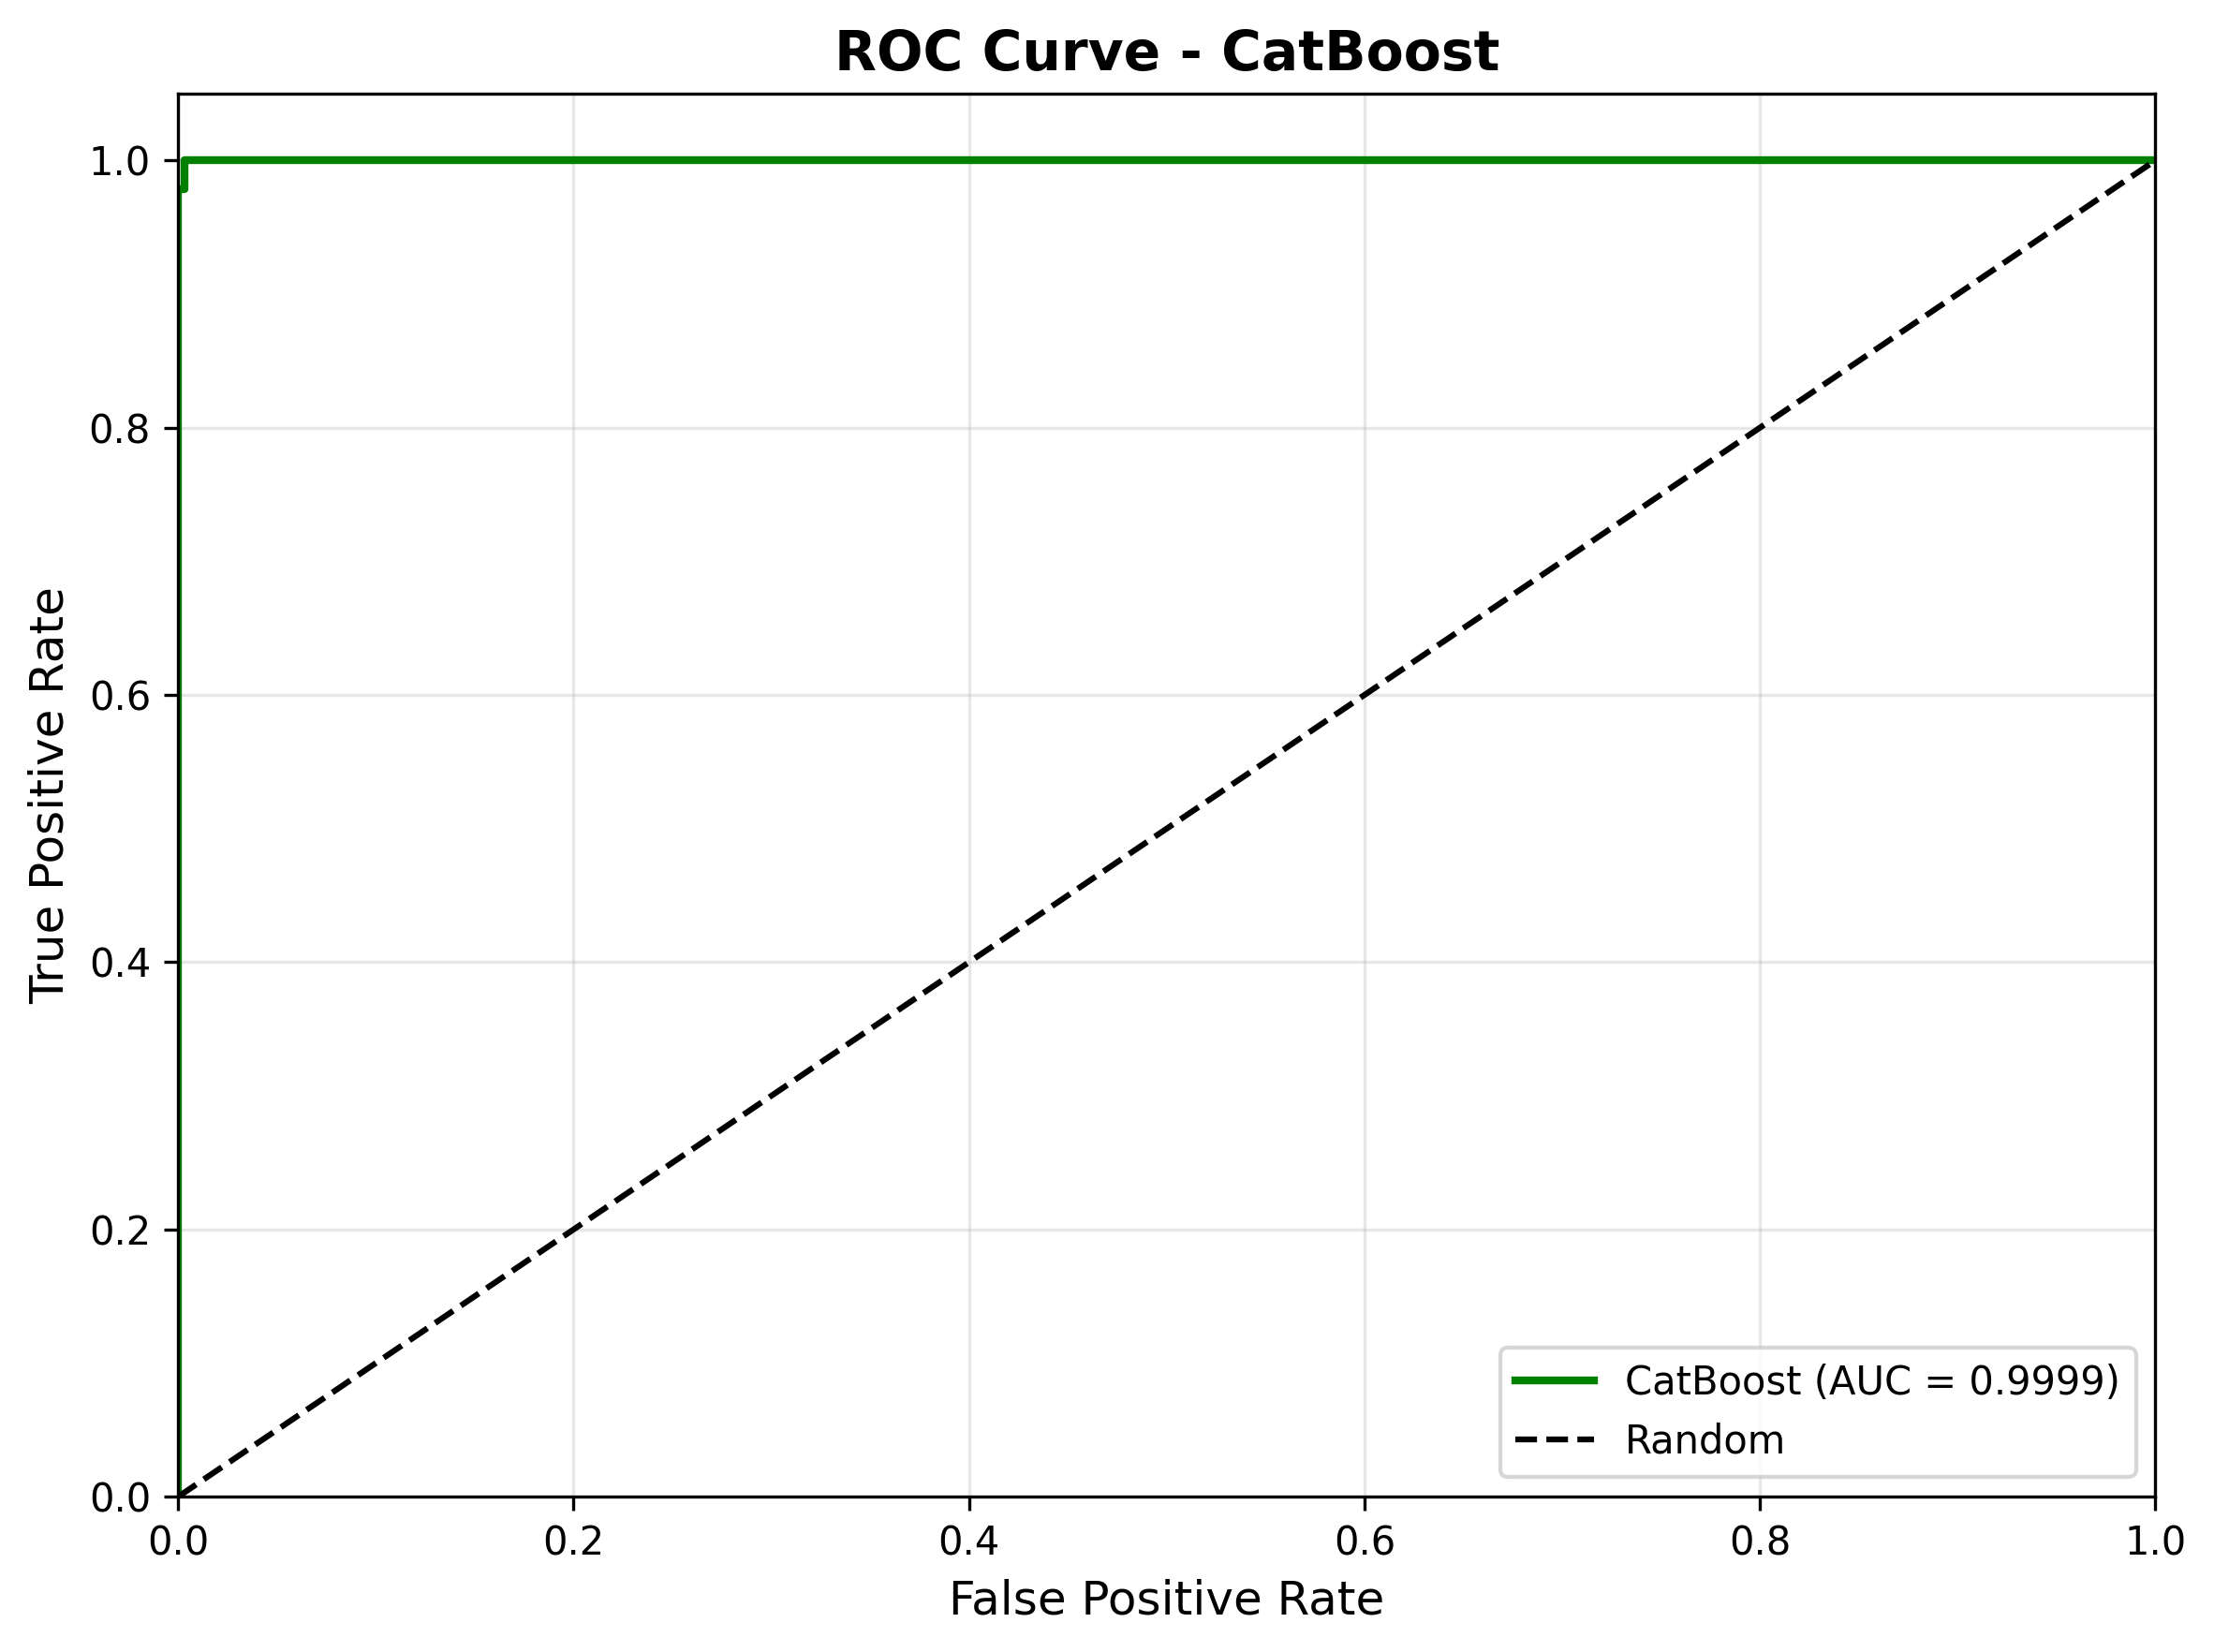 ROC Curve - CatBoost
True Positive Rate
1.0
0.8
0.6
0.4
0.2
0.0
0.0 0.2 0.4 0.6 0.8 1.0
False Positive Rate
CatBoost (AUC = 0.9999)
Random